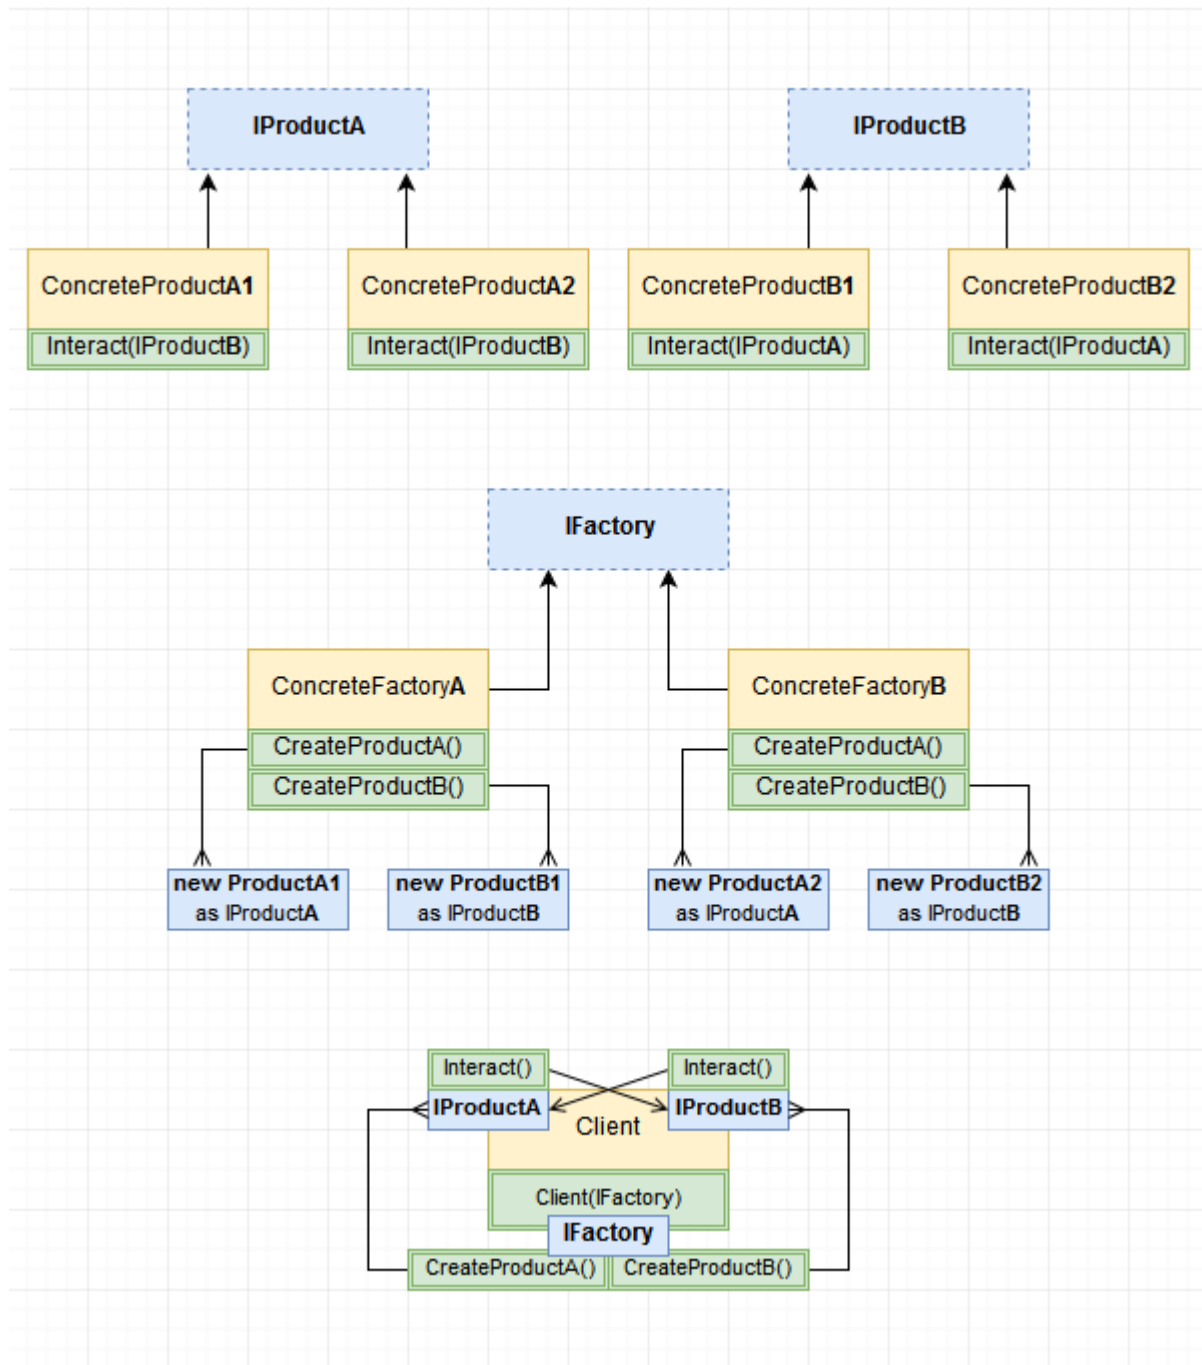 IProductA
IProductB
ConcreteProductA1
ConcreteProductA2
ConcreteProductB1
ConcreteProductB2
Interact(IProductB)
Interact(IProductB)
Interact(IProductA)
Interact(IProductA)
IFactory
ConcreteFactoryA
ConcreteFactoryB
CreateProductA()
CreateProductA()
CreateProductB()
CreateProductB()
new ProductA1
as IProductA
new ProductB1
as IProductB
new ProductA2
as IProductA
new ProductB2
as IProductB
Interact()
Interact()
IProductA
IProductB
Client
Client(IFactory)
IFactory
CreateProductA()
CreateProductB()